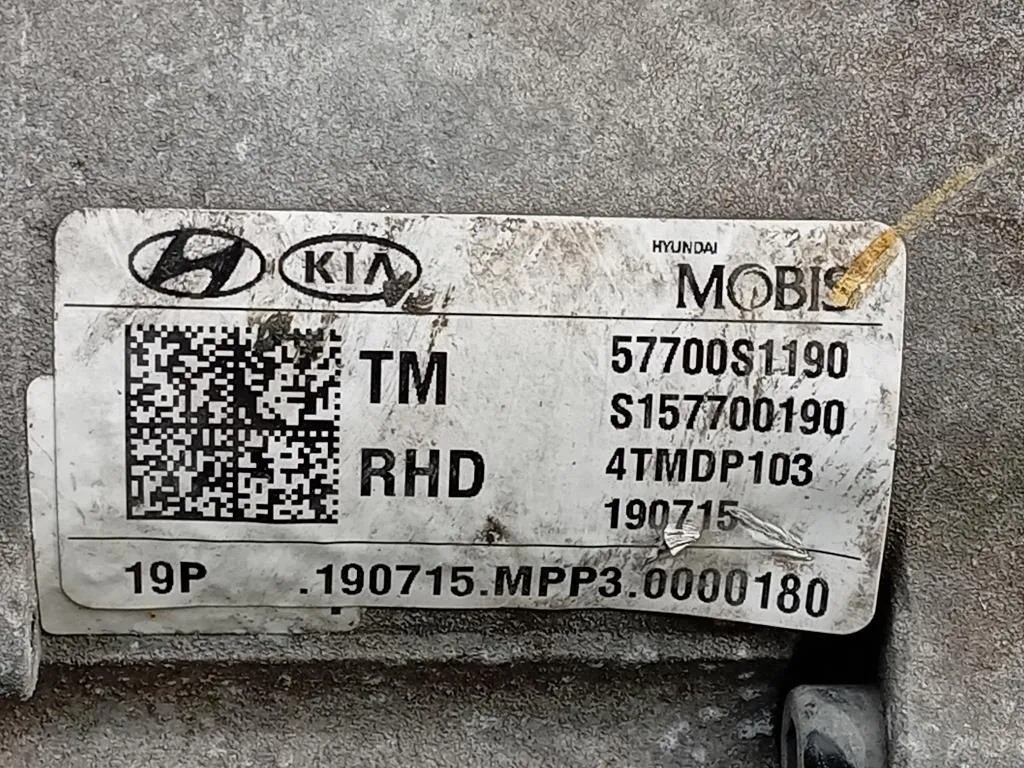 KIA
HYUNDAI
MOBIS
TM
RHD
57700S1190
S157700190
4TMDP103
190715
19P .190715.MPP3.0000180